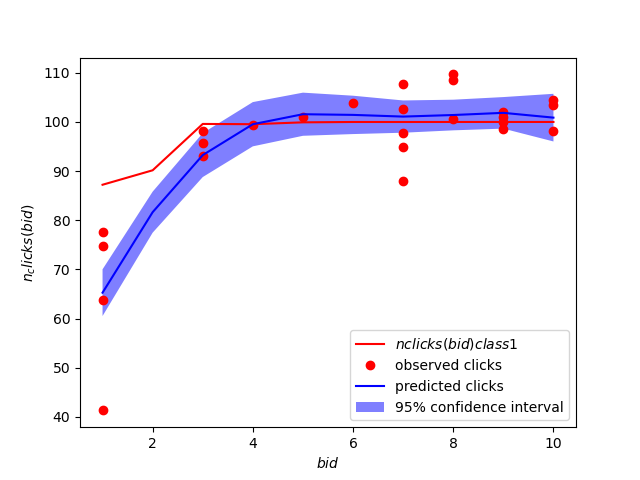 110
100
90
80
70
60
50
40
n_clicks(bid)
nclicks(bid)class1
observed clicks
predicted clicks
95% confidence interval
2
4
6
8
10
bid